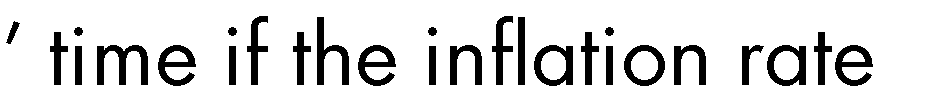 ’ time if the inflation rate